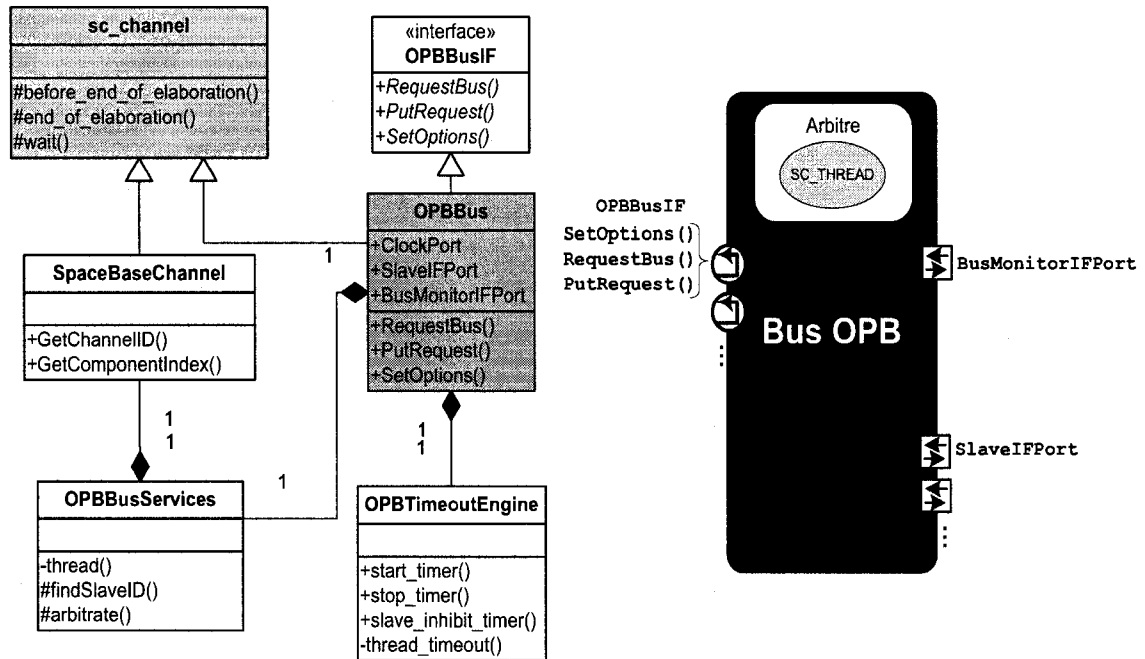 sc_channel
#before_end_of_elaboration()
#end_of_elaboration()
#wait()
«interface»
OPBBusIF
+RequestBus()
+PutRequest()
+SetOptions()
OPBBus
+ClockPort
+SlaveIFPort
+BusMonitorIFPort
+RequestBus()
+PutRequest()
+SetOptions()
1
SpaceBaseChannel
+GetChannelID()
+GetComponentIndex()
1
1
OPBBusServices
-thread()
#findSlaveID()
#arbitrate()
1
1
1
OPBTimeoutEngine
+start_timer()
+stop_timer()
+slave_inhibit_timer()
-thread_timeout()
Arbitre
SC_THREAD
OPBBusIF
SetOptions()
RequestBus()
PutRequest()
BusMonitorIFPort
Bus OPB
SlaveIFPort